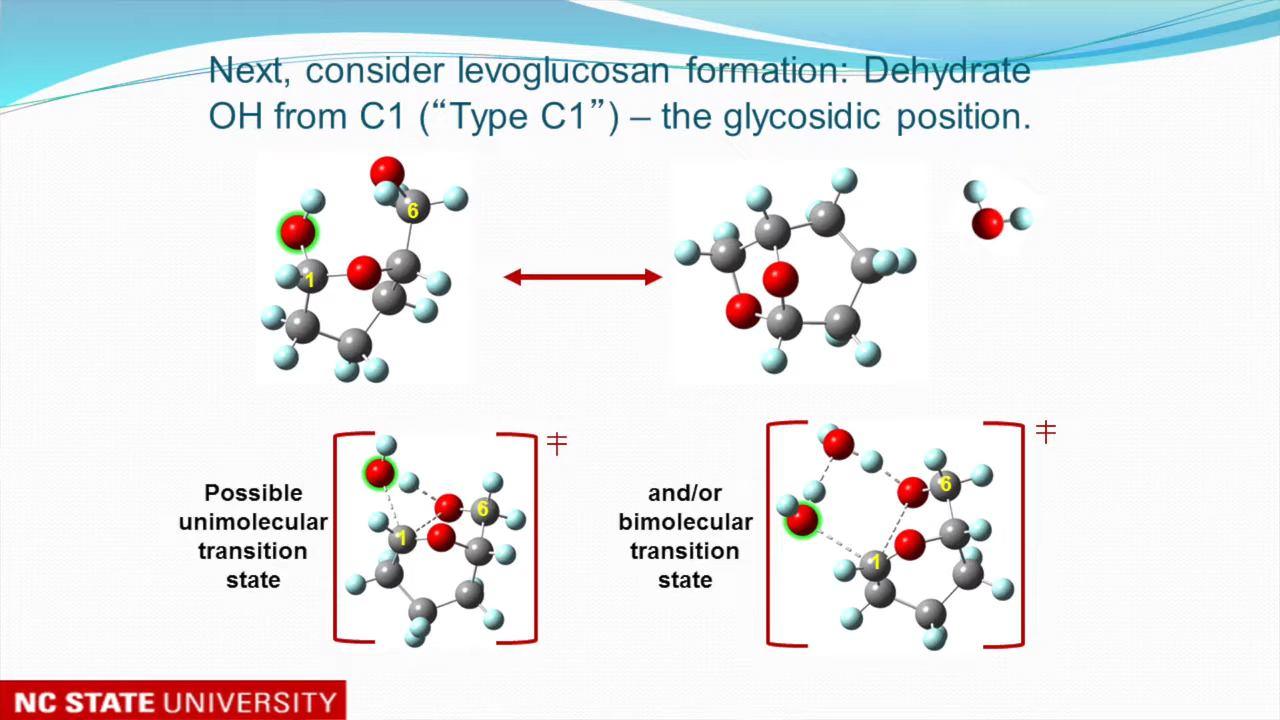 Next, consider levoglucosan formation: Dehydrate
OH from C1 (“Type C1”) – the glycosidic position.
6
1
Possible
unimolecular
transition
state
6
1
‡
and/or
bimolecular
transition
state
6
1
‡
NC STATE UNIVERSITY